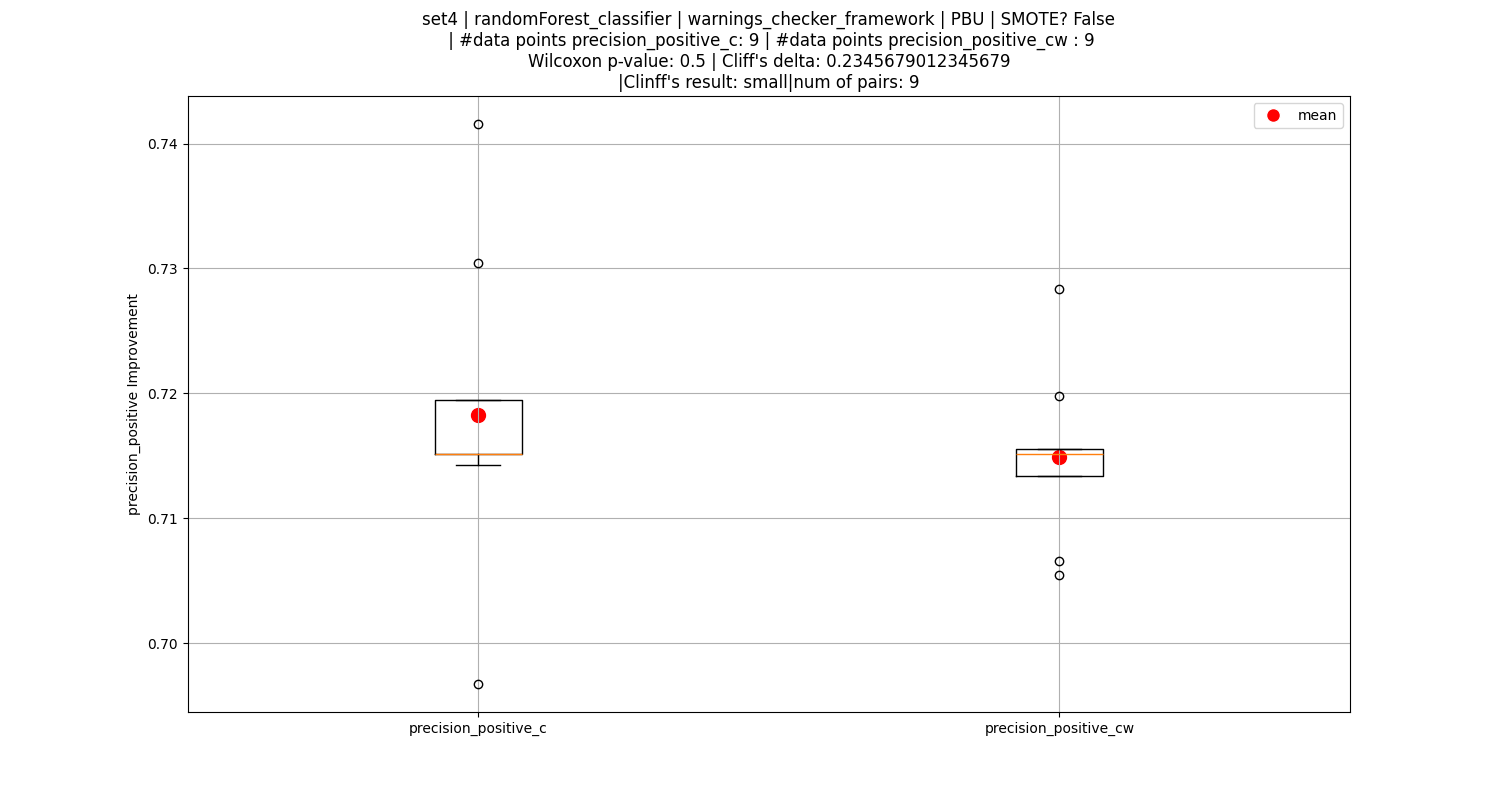 set4 | randomForest_classifier | warnings_checker_framework | PBU | SMOTE? False
| #data points precision_positive_c: 9 | #data points precision_positive_cw : 9
Wilcoxon p-value: 0.5 | Cliff's delta: 0.2345679012345679
|Clinff's result: small|num of pairs: 9
mean
0.74
0.73
0.72
0.71
0.70
precision_positive Improvement
precision_positive_c
precision_positive_cw